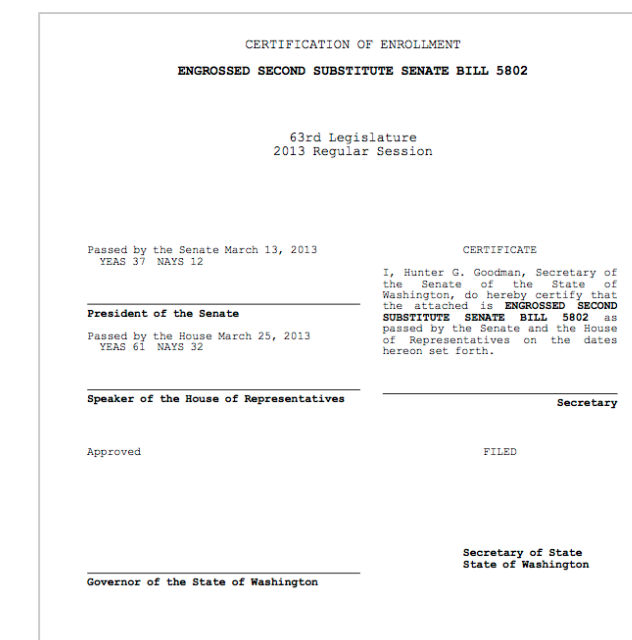 CERTIFICATION OF ENROLLMENT
ENGROSSED SECOND SUBSTITUTE SENATE BILL 5802
63rd Legislature
2013 Regular Session
Passed by the Senate March 13, 2013
YEAS 37 NAYS 12
President of the Senate
Passed by the House March 25, 2013
YEAS 61 NAYS 32
Speaker of the House of Representatives
CERTIFICATE
I, Hunter G. Goodman, Secretary of
the Senate of the State of
Washington, do hereby certify that
the attached is ENGROSSED SECOND
SUBSTITUTE SENATE BILL 5802 as
passed by the Senate and the House
of Representatives on the dates
hereon set forth.
Secretary
Approved
FILED
Governor of the State of Washington
Secretary of State
State of Washington